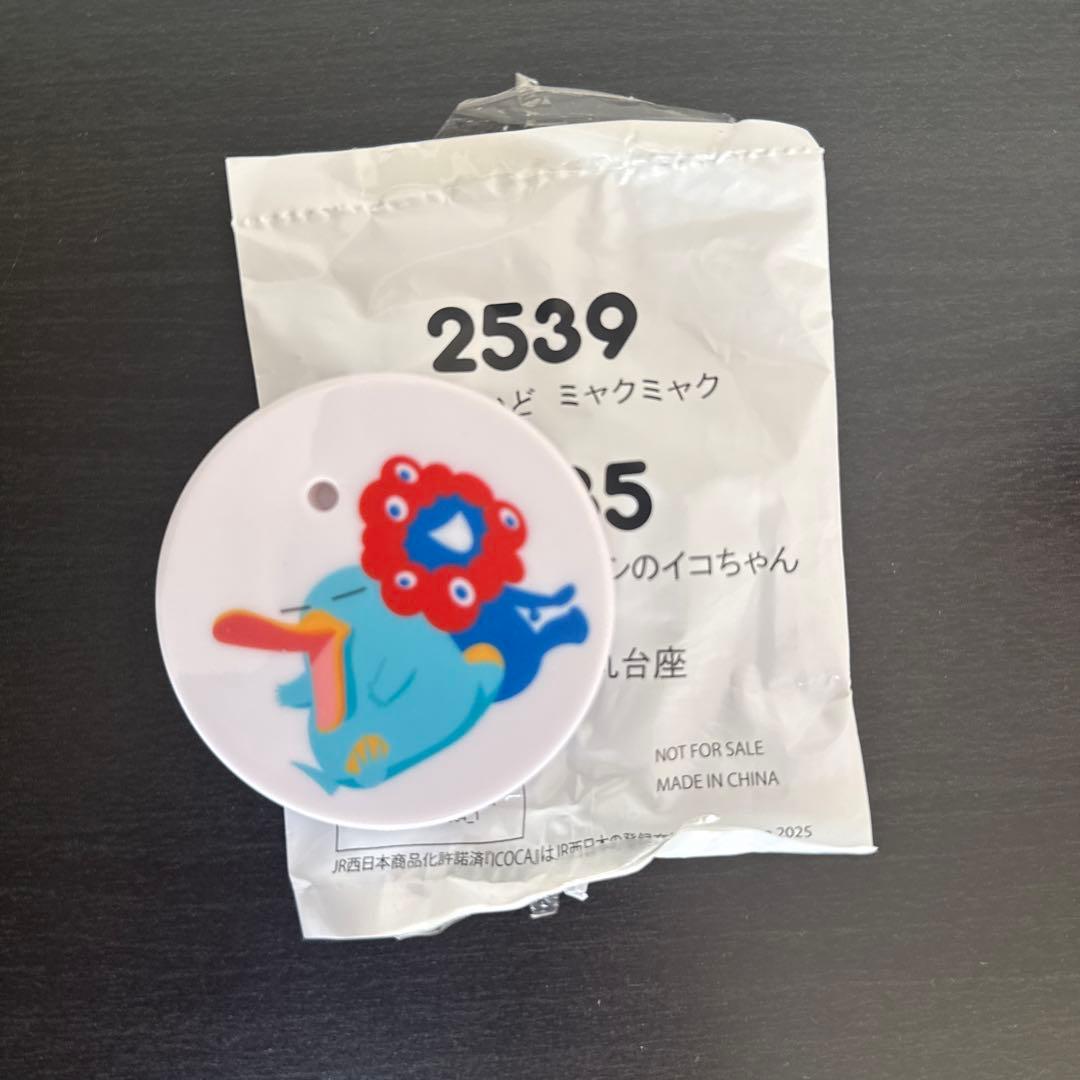 2539
ど ミャクミャク
35
ンのイコちゃん
台座
NOT FOR SALE
MADE IN CHINA
JR西日本商品化許諾済『ICOCA』はJR西日本の登録 2025